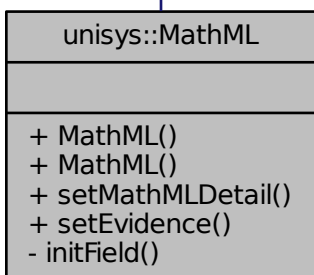 unisys::MathML
+ MathML()
+ MathML()
+ setMathMLDetail()
+ setEvidence()
- initField()